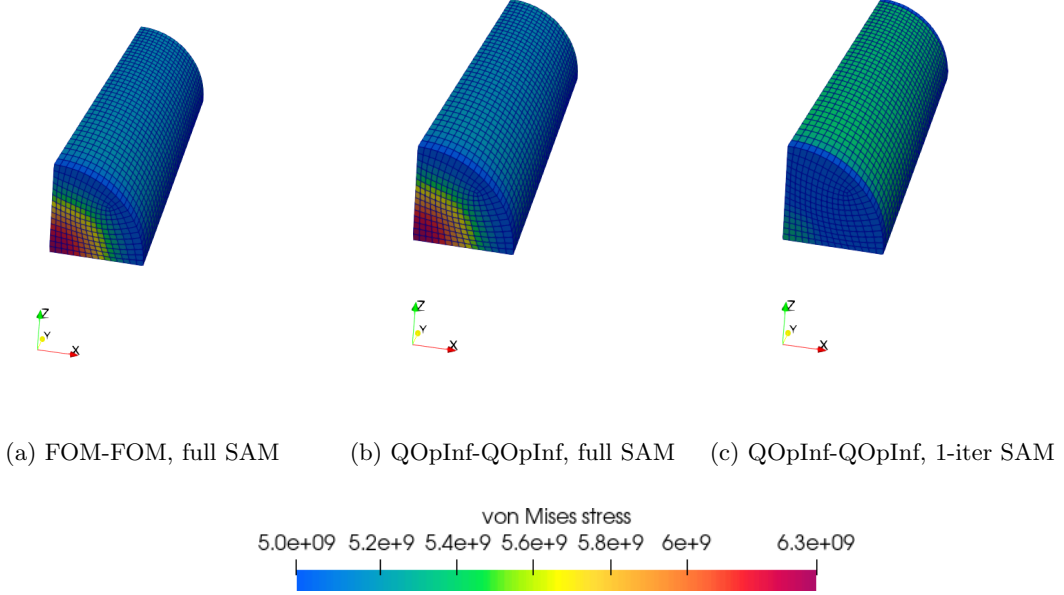 Z
Y
X
Z
Y
X
Z
Y
X
(a) FOM-FOM, full SAM
(b) QOpInf-QOpInf, full SAM
(c) QOpInf-QOpInf, 1-iter SAM
von Mises stress
5.0e+09 5.2e+9 5.4e+9 5.6e+9 5.8e+9 6e+9 6.3e+09